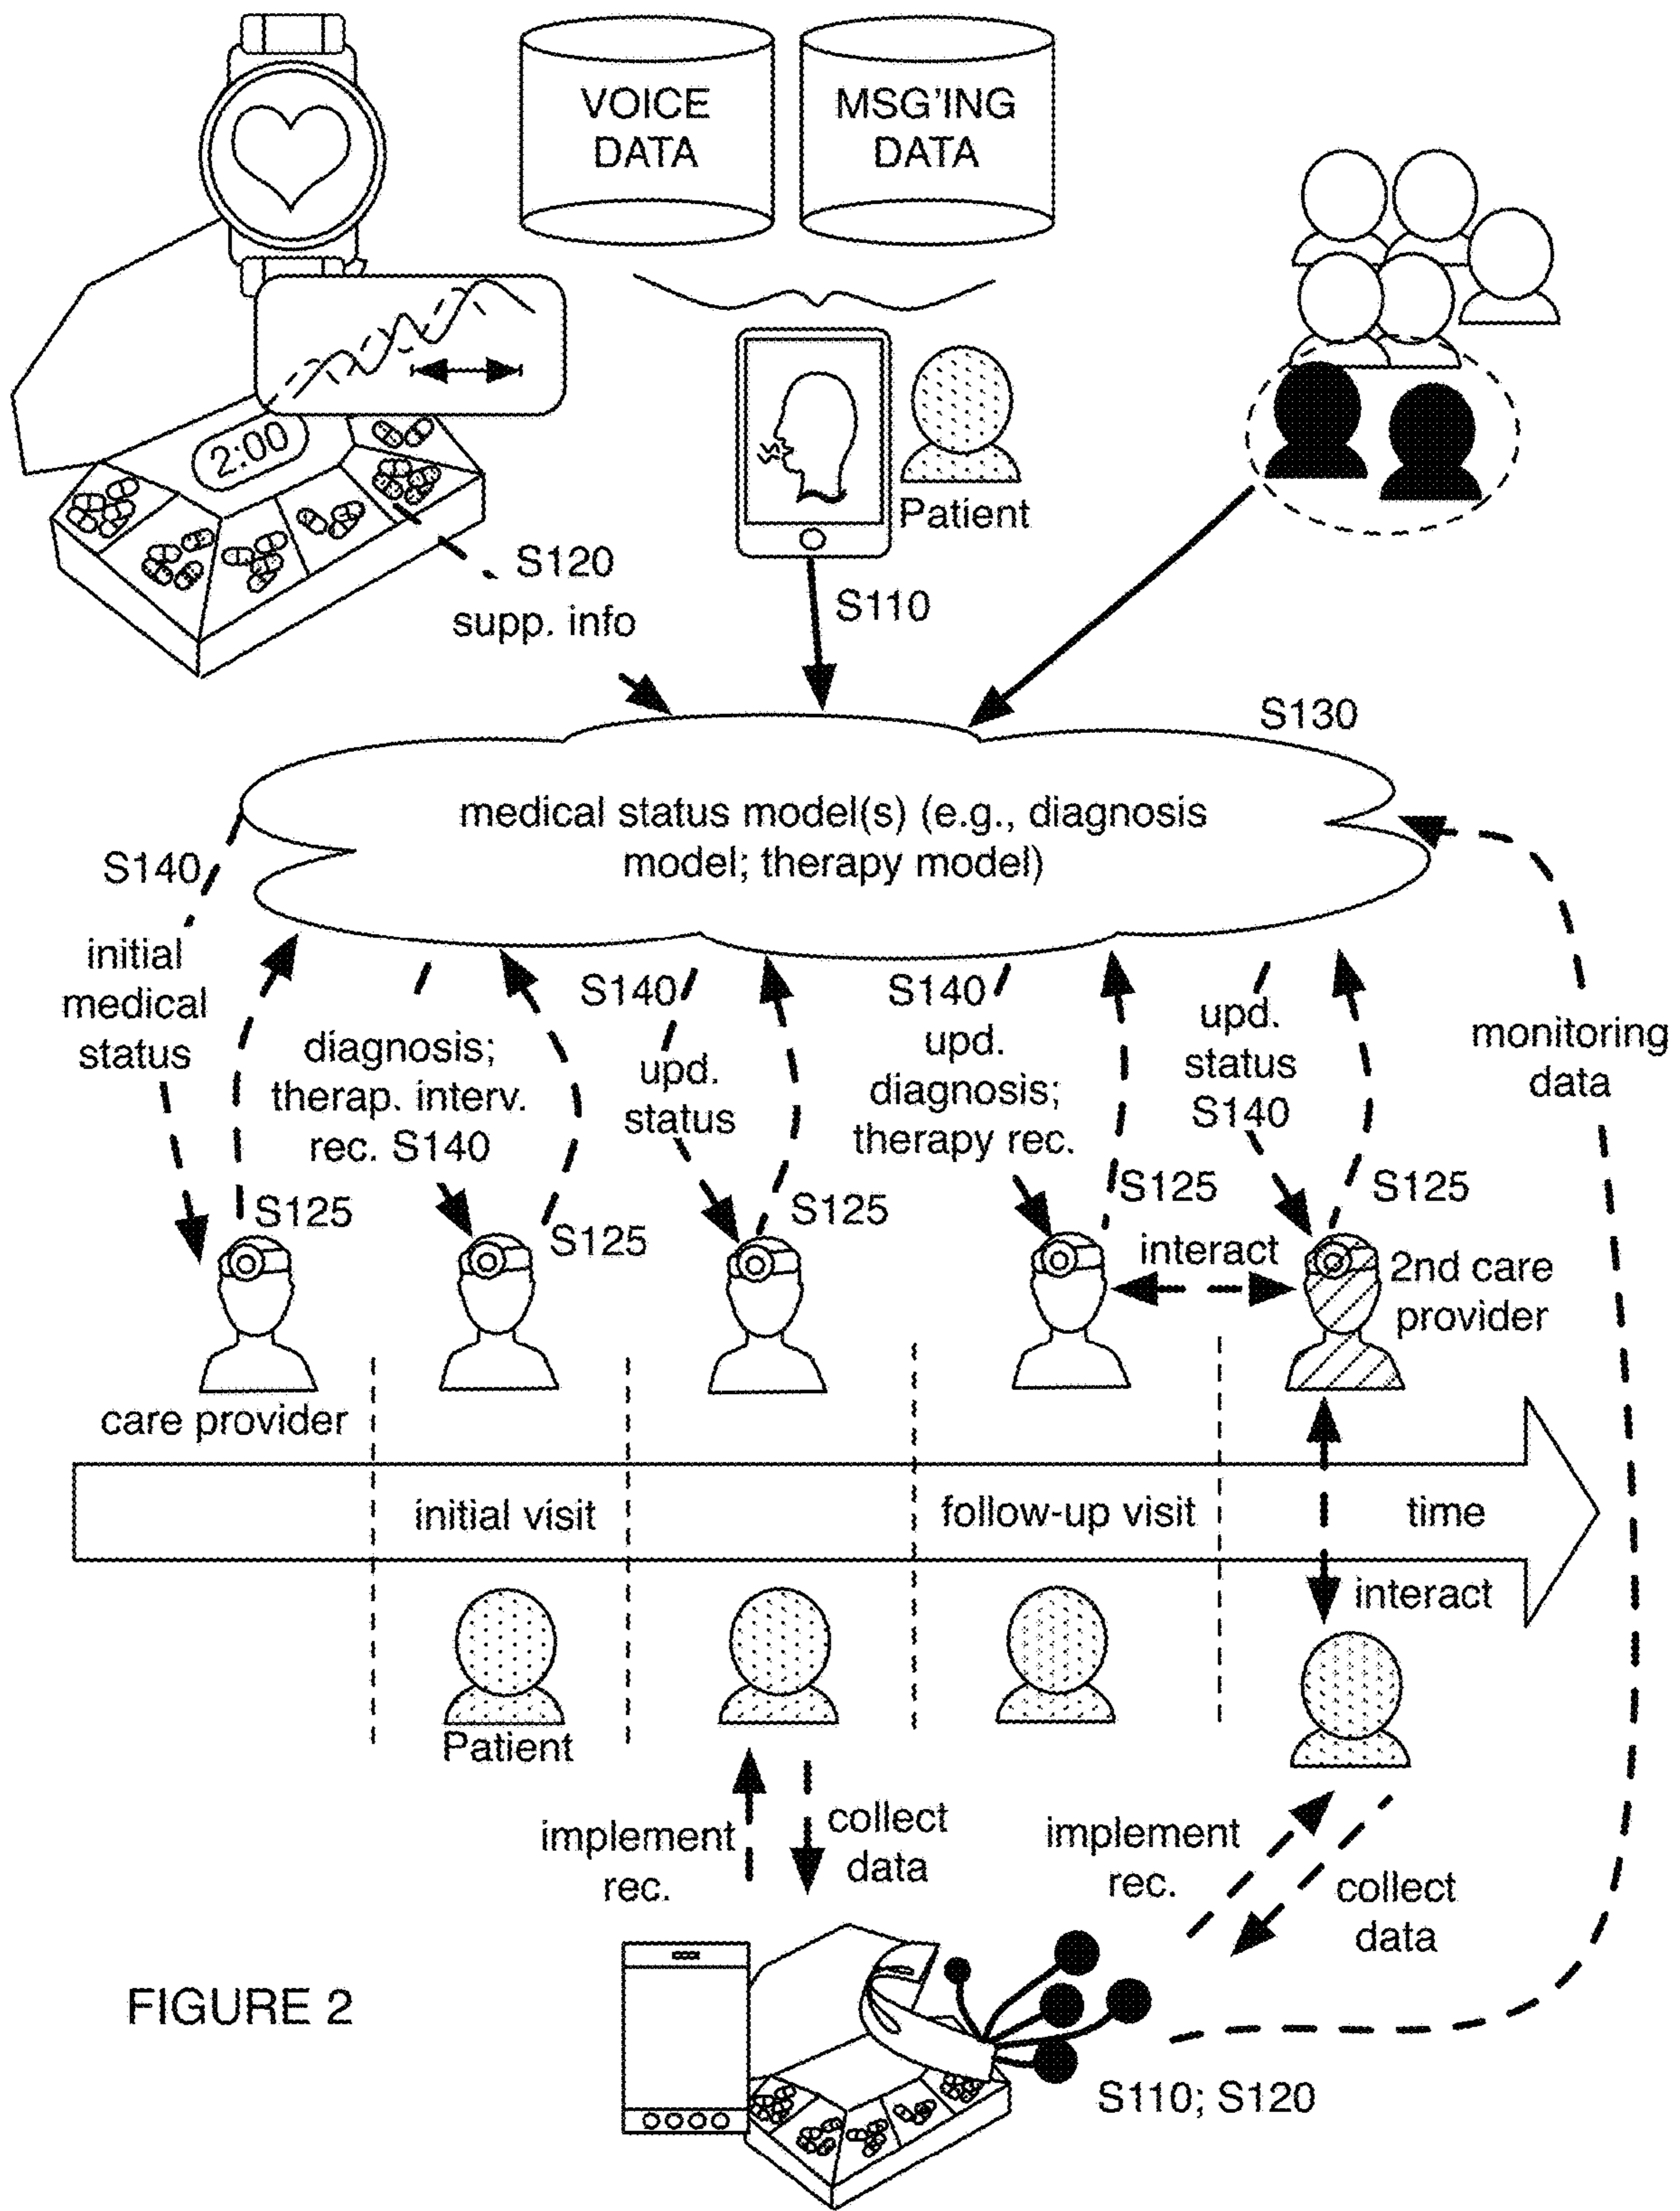 VOICE
DATA
MSG'ING
DATA
2:00
Patient
S120
supp. info
S110
S130
medical status model(s) (e.g., diagnosis
model; therapy model)
S140
initial
medical
status
diagnosis;
therap. interv.
rec. S140
S140
upd.
status
S140
upd.
diagnosis;
therapy rec.
upd.
status
S140
monitoring
data
S125
S125
S125
S125
S125
interact
2nd care
provider
care provider
initial visit
follow-up visit
time
interact
Patient
implement
rec.
collect
data
implement
rec.
collect
data
FIGURE 2
S110; S120